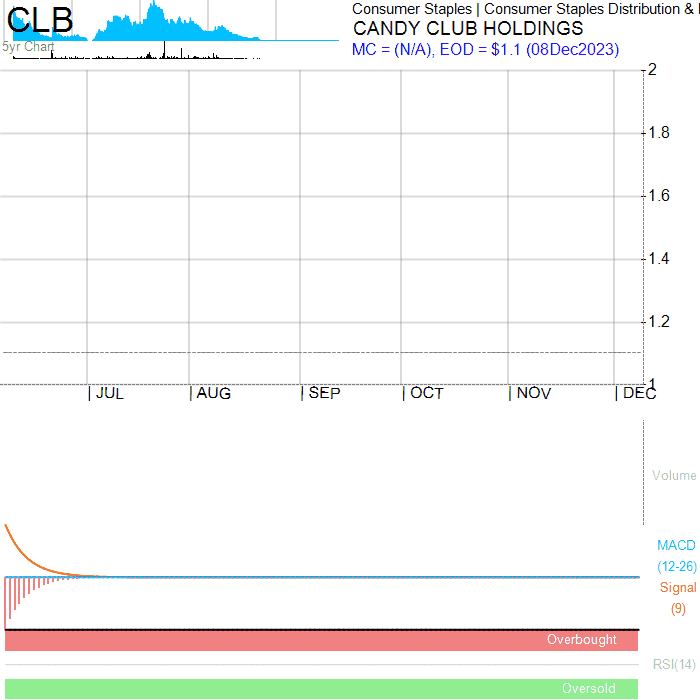 CLB
5yr Chart
Consumer Staples | Consumer Staples Distribution &
CANDY CLUB HOLDINGS
MC = (N/A), EOD = $1.1 (08Dec2023)
2
1.8
1.6
1.4
1.2
1
| JUL | AUG | SEP | OCT | NOV | DEC
Volume
MACD
(12-26)
Signal
(9)
Overbought
RSI(14)
Oversold